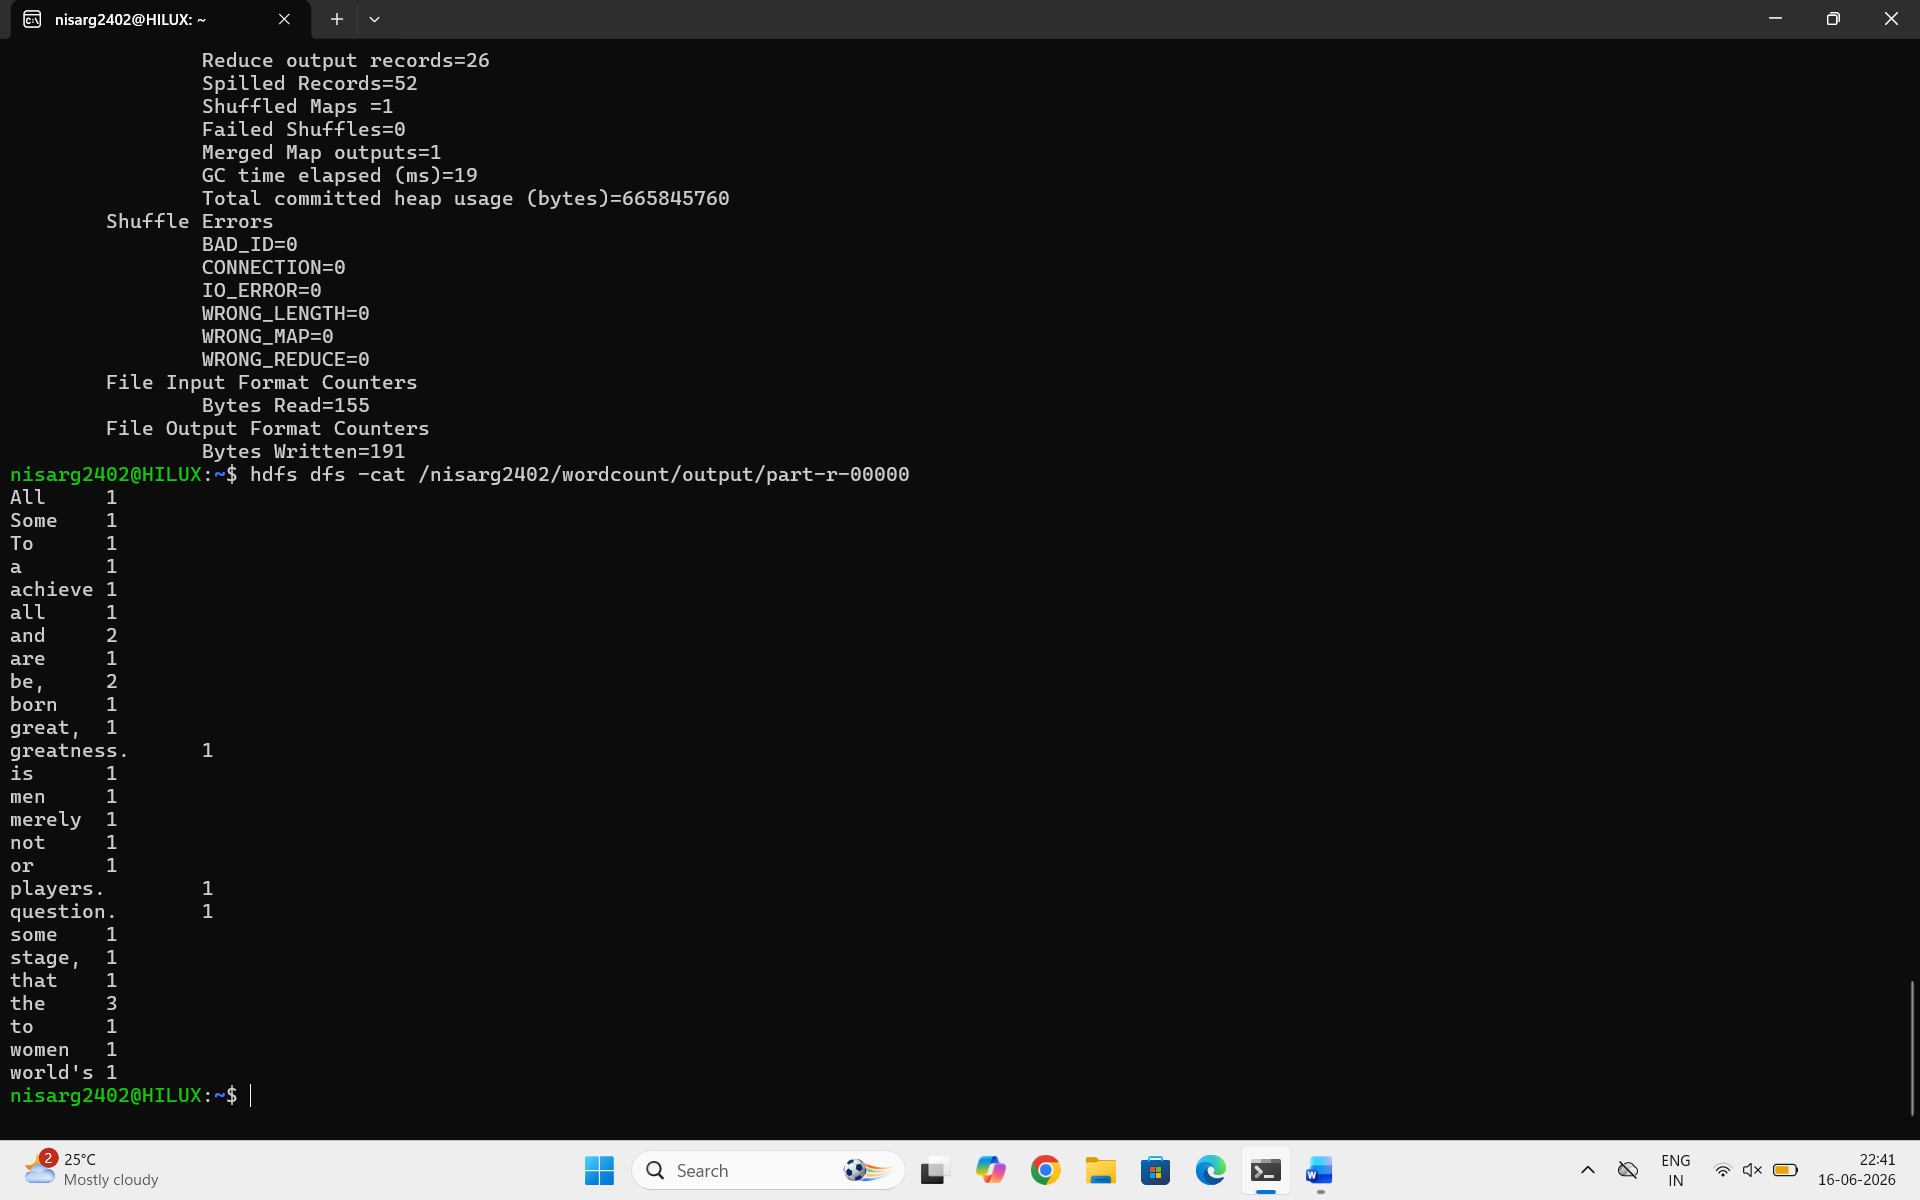 nisarg2402@HILUX: ~
Reduce output records=26
Spilled Records=52
Shuffled Maps =1
Failed Shuffles=0
Merged Map outputs=1
GC time elapsed (ms)=19
Total committed heap usage (bytes)=665845760
Shuffle Errors
BAD_ID=0
CONNECTION=0
IO_ERROR=0
WRONG_LENGTH=0
WRONG_MAP=0
WRONG_REDUCE=0
File Input Format Counters
Bytes Read=155
File Output Format Counters
Bytes Written=191
nisarg2402@HILUX:~$ hdfs dfs -cat /nisarg2402/wordcount/output/part-r-00000
All 1
Some 1
To 1
a 1
achieve 1
all 1
and 2
are 1
be, 2
born 1
great, 1
greatness. 1
is 1
men 1
merely 1
not 1
or 1
players. 1
question. 1
some 1
stage, 1
that 1
the 3
to 1
women 1
world's 1
nisarg2402@HILUX:~$
2
25°C
Mostly cloudy
Search
ENG
IN
22:41
16-06-2026